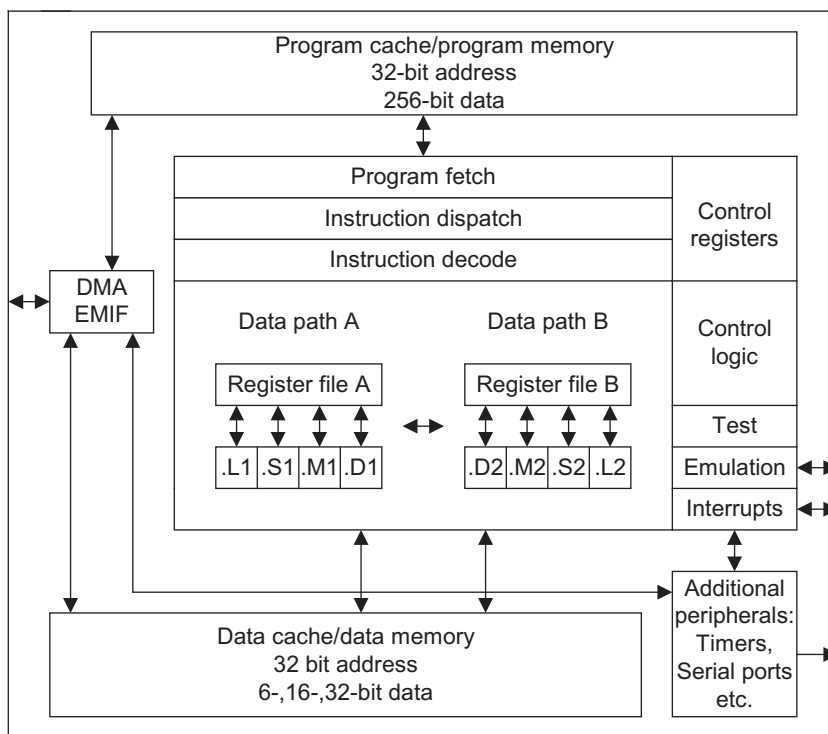 Program cache/program memory
32-bit address
256-bit data
Program fetch
Instruction dispatch
Instruction decode
Control
registers
DMA
EMIF
Data path A
Data path B
Control
logic
Register file A
Register file B
Test
.L1 .S1 .M1 .D1
.D2 .M2 .S2 .L2
Emulation
Interrupts
Data cache/data memory
32 bit address
6-,16-,32-bit data
Additional
peripherals:
Timers,
Serial ports
etc.